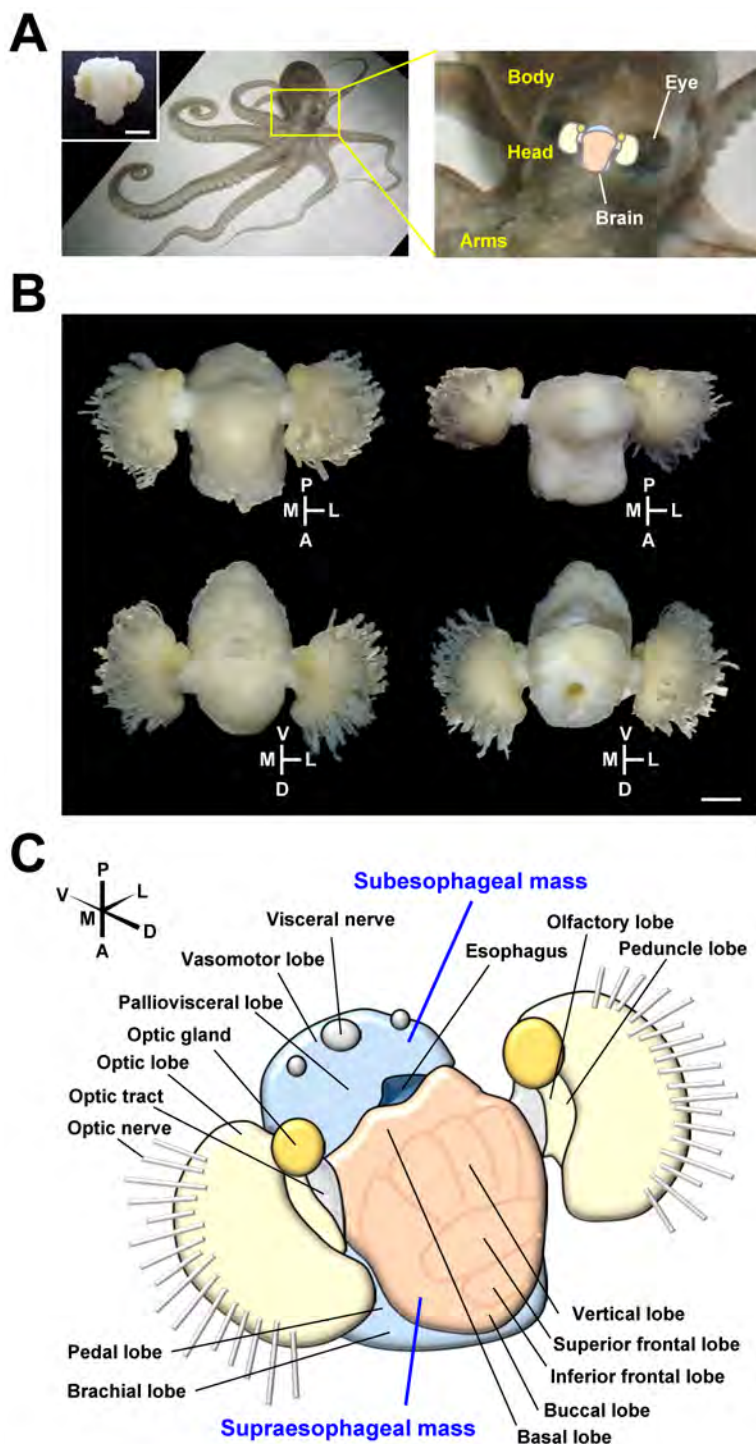 A
Body
Eye
Head
Brain
Arms
B
P
M L
A
P
M L
A
V
M L
D
V
M L
D
C
P
V L
M D
A
Subesophageal mass
Visceral nerve
Olfactory lobe
Vasomotor lobe
Esophagus
Peduncle lobe
Palliovisceral lobe
Optic gland
Optic lobe
Optic tract
Optic nerve
Vertical lobe
Pedal lobe
Superior frontal lobe
Brachial lobe
Inferior frontal lobe
Buccal lobe
Supraesophageal mass
Basal lobe